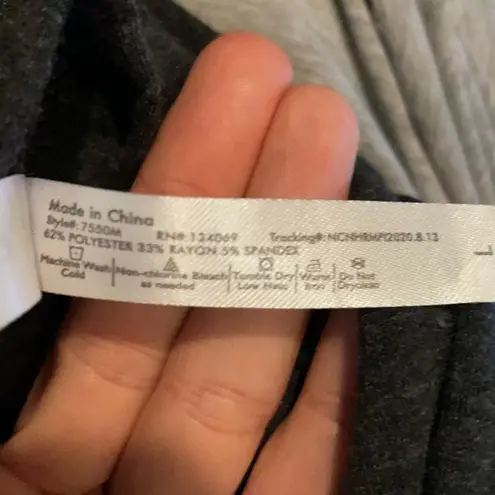 Made in China
Style#: 7550M RN#: 134069 Tracking#: NCNHRMPI2020.8.13
62% POLYESTER 33% RAYON 5% SPANDEX
Machine Wash Non-chlorine Bleach Tumble Dry Warm Do Not
Cold as needed Low Heat Iron Dryclean